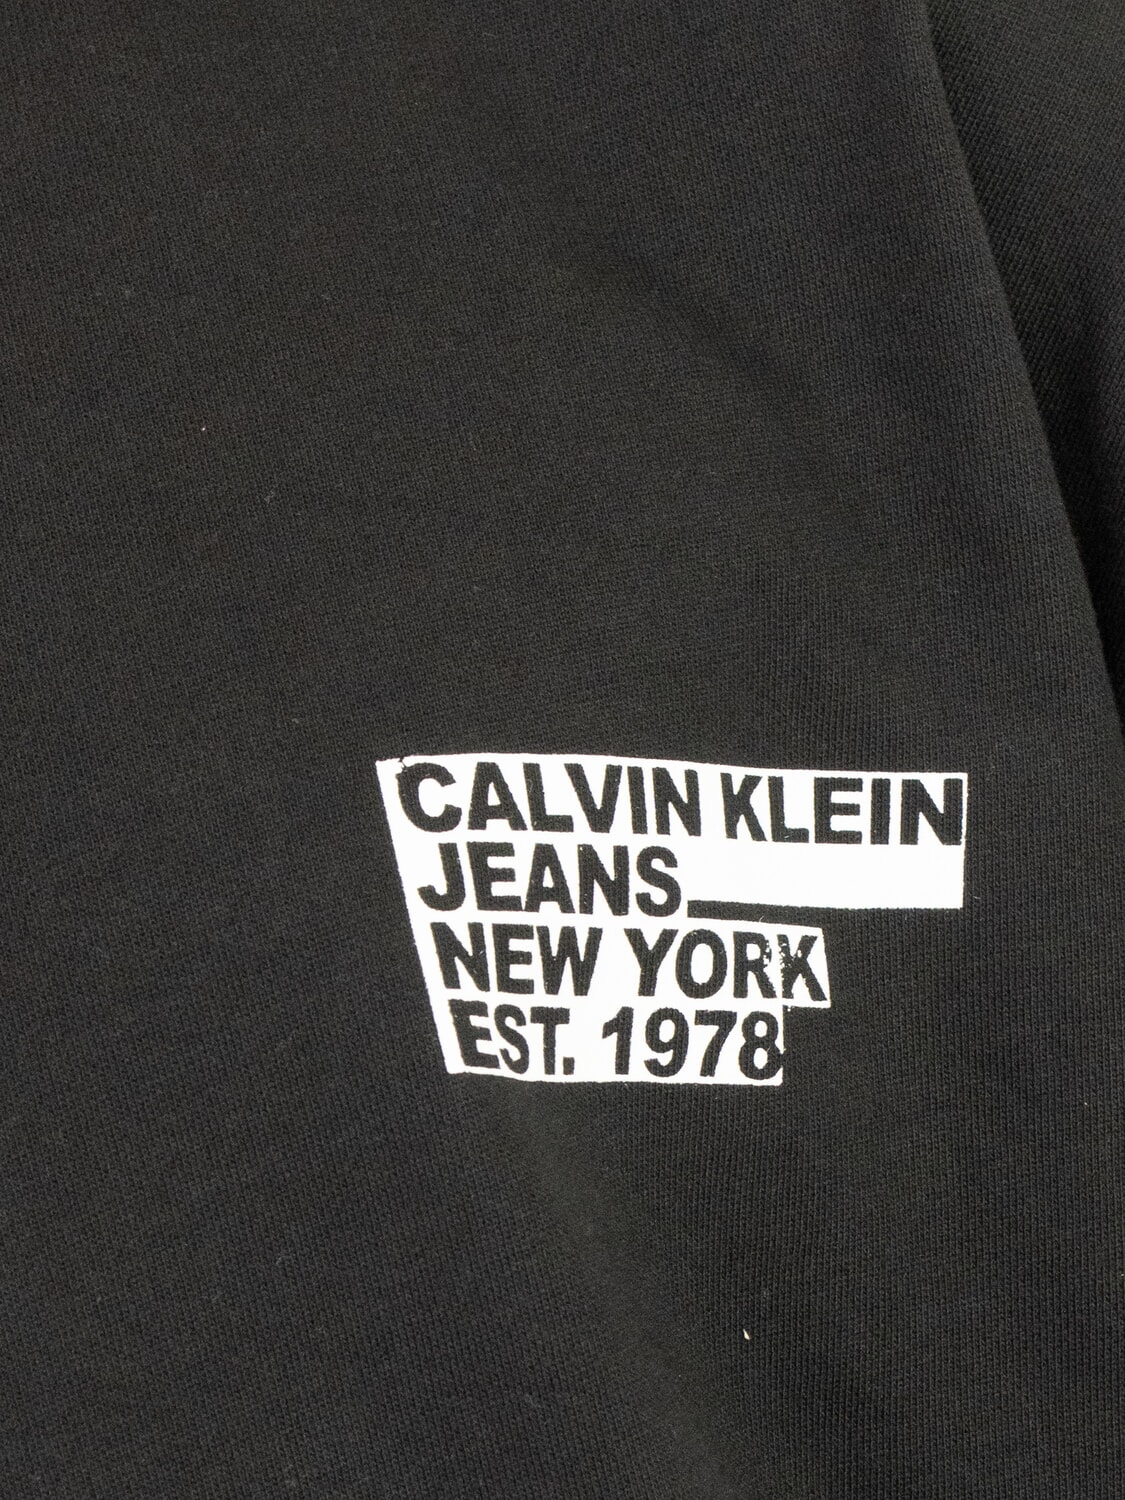 CALVIN KLEIN
JEANS
NEW YORK
EST. 1978